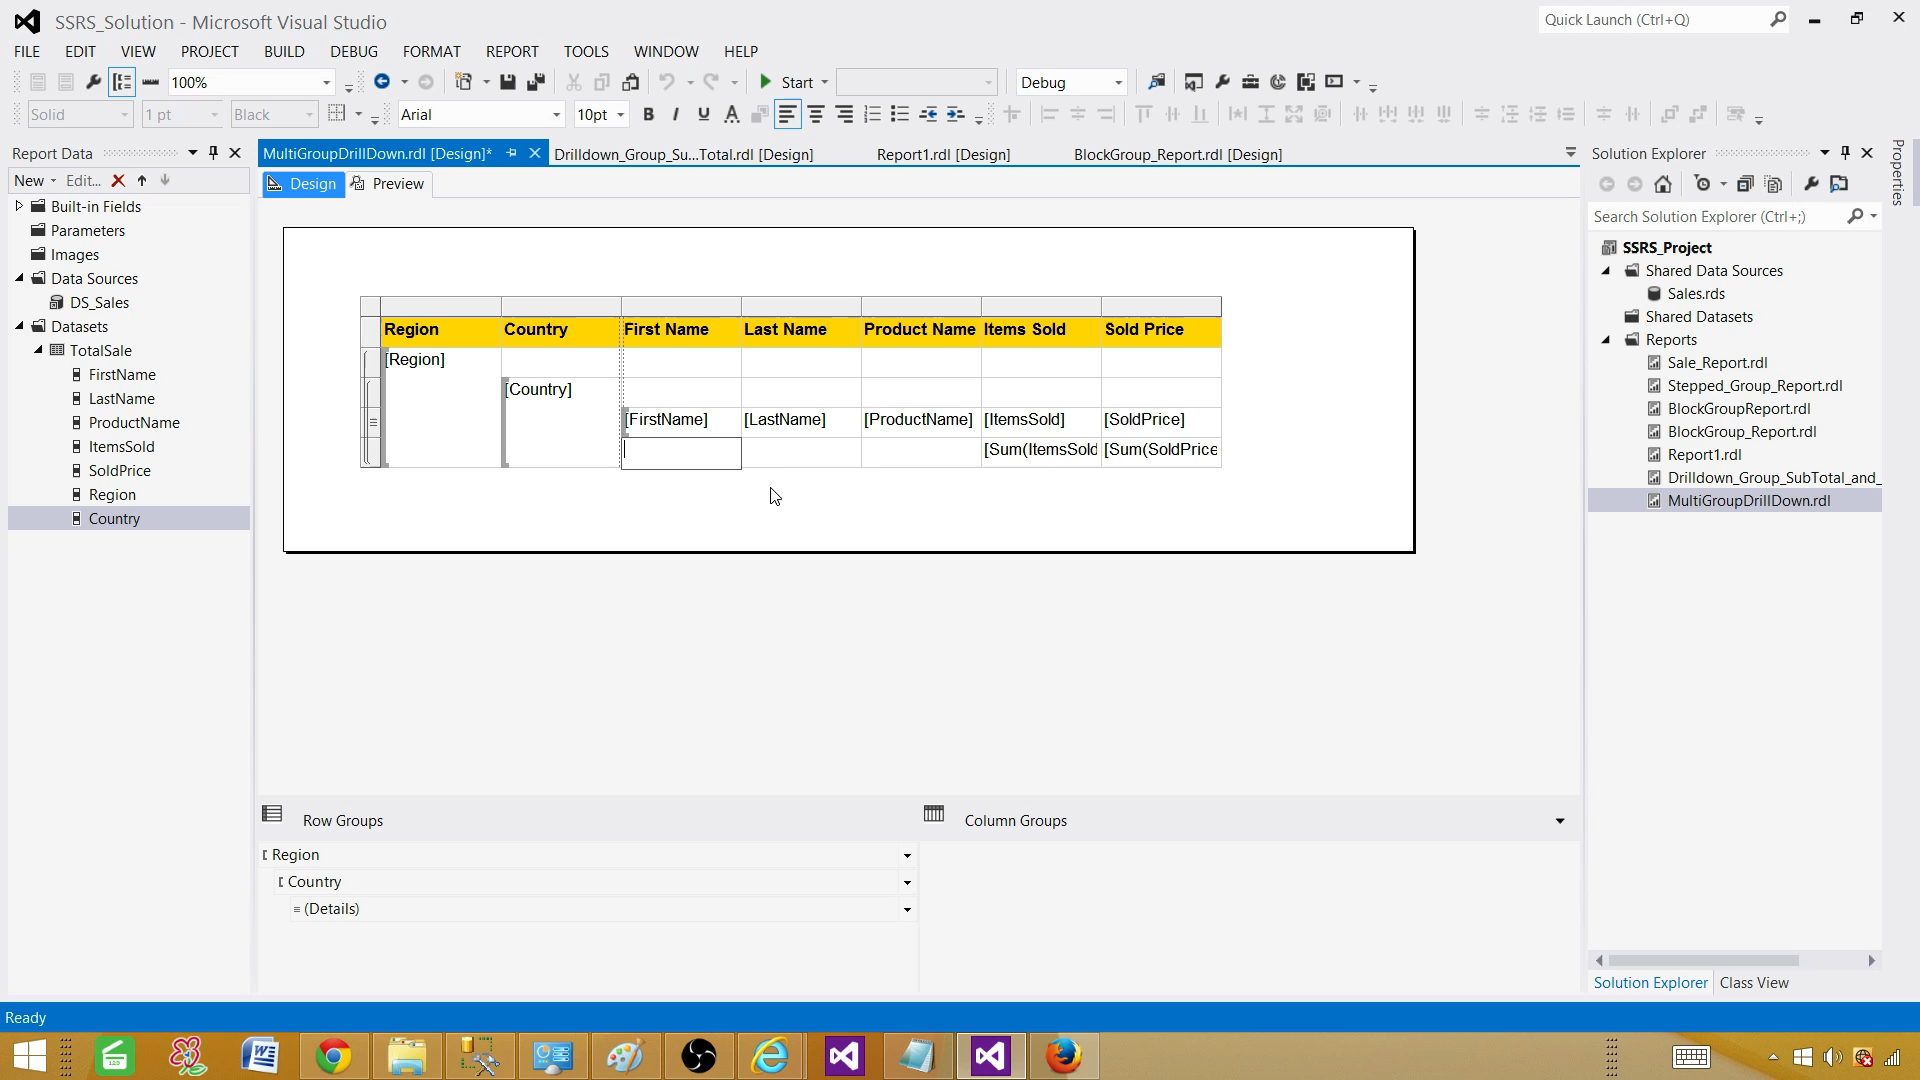 SSRS_Solution - Microsoft Visual Studio
Quick Launch (Ctrl+Q)
FILE EDIT VIEW PROJECT BUILD DEBUG FORMAT REPORT TOOLS WINDOW HELP
100% Start Debug
Solid 1 pt Black Arial 10pt B I U A
Report Data
MultiGroupDrillDown.rdl [Design]* Drilldown_Group_Su...Total.rdl [Design] Report1.rdl [Design] BlockGroup_Report.rdl [Design]
Solution Explorer
Properties
New Edit...
Design Preview
Search Solution Explorer (Ctrl+;)
Built-in Fields
Parameters
Images
Data Sources
DS_Sales
Datasets
TotalSale
FirstName
LastName
ProductName
ItemsSold
SoldPrice
Region
Country
Region Country First Name Last Name Product Name Items Sold Sold Price
[Region]
[Country]
[FirstName] [LastName] [ProductName] [ItemsSold] [SoldPrice]
[Sum(ItemsSold [Sum(SoldPrice
SSRS_Project
Shared Data Sources
Sales.rds
Shared Datasets
Reports
Sale_Report.rdl
Stepped_Group_Report.rdl
BlockGroupReport.rdl
BlockGroup_Report.rdl
Report1.rdl
Drilldown_Group_SubTotal_and_
MultiGroupDrillDown.rdl
Row Groups
Column Groups
Region
Country
(Details)
Solution Explorer Class View
Ready